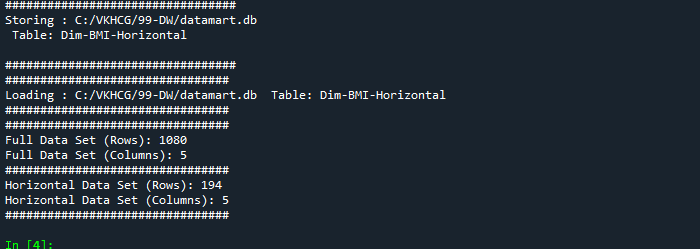 #################################
Storing : C:/VKHCG/99-DW/datamart.db
 Table: Dim-BMI-Horizontal

#################################
################################
Loading : C:/VKHCG/99-DW/datamart.db  Table: Dim-BMI-Horizontal
################################
################################
Full Data Set (Rows): 1080
Full Data Set (Columns): 5
################################
Horizontal Data Set (Rows): 194
Horizontal Data Set (Columns): 5
################################

In [4]: